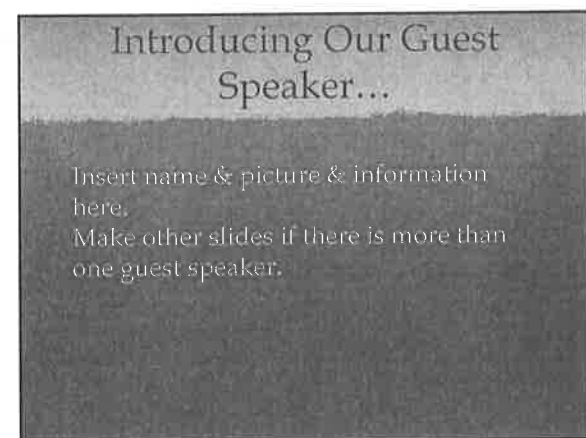 Introducing Our Guest
Speaker...
Insert name & picture & information
here.
Make other slides if there is more than
one guest speaker.